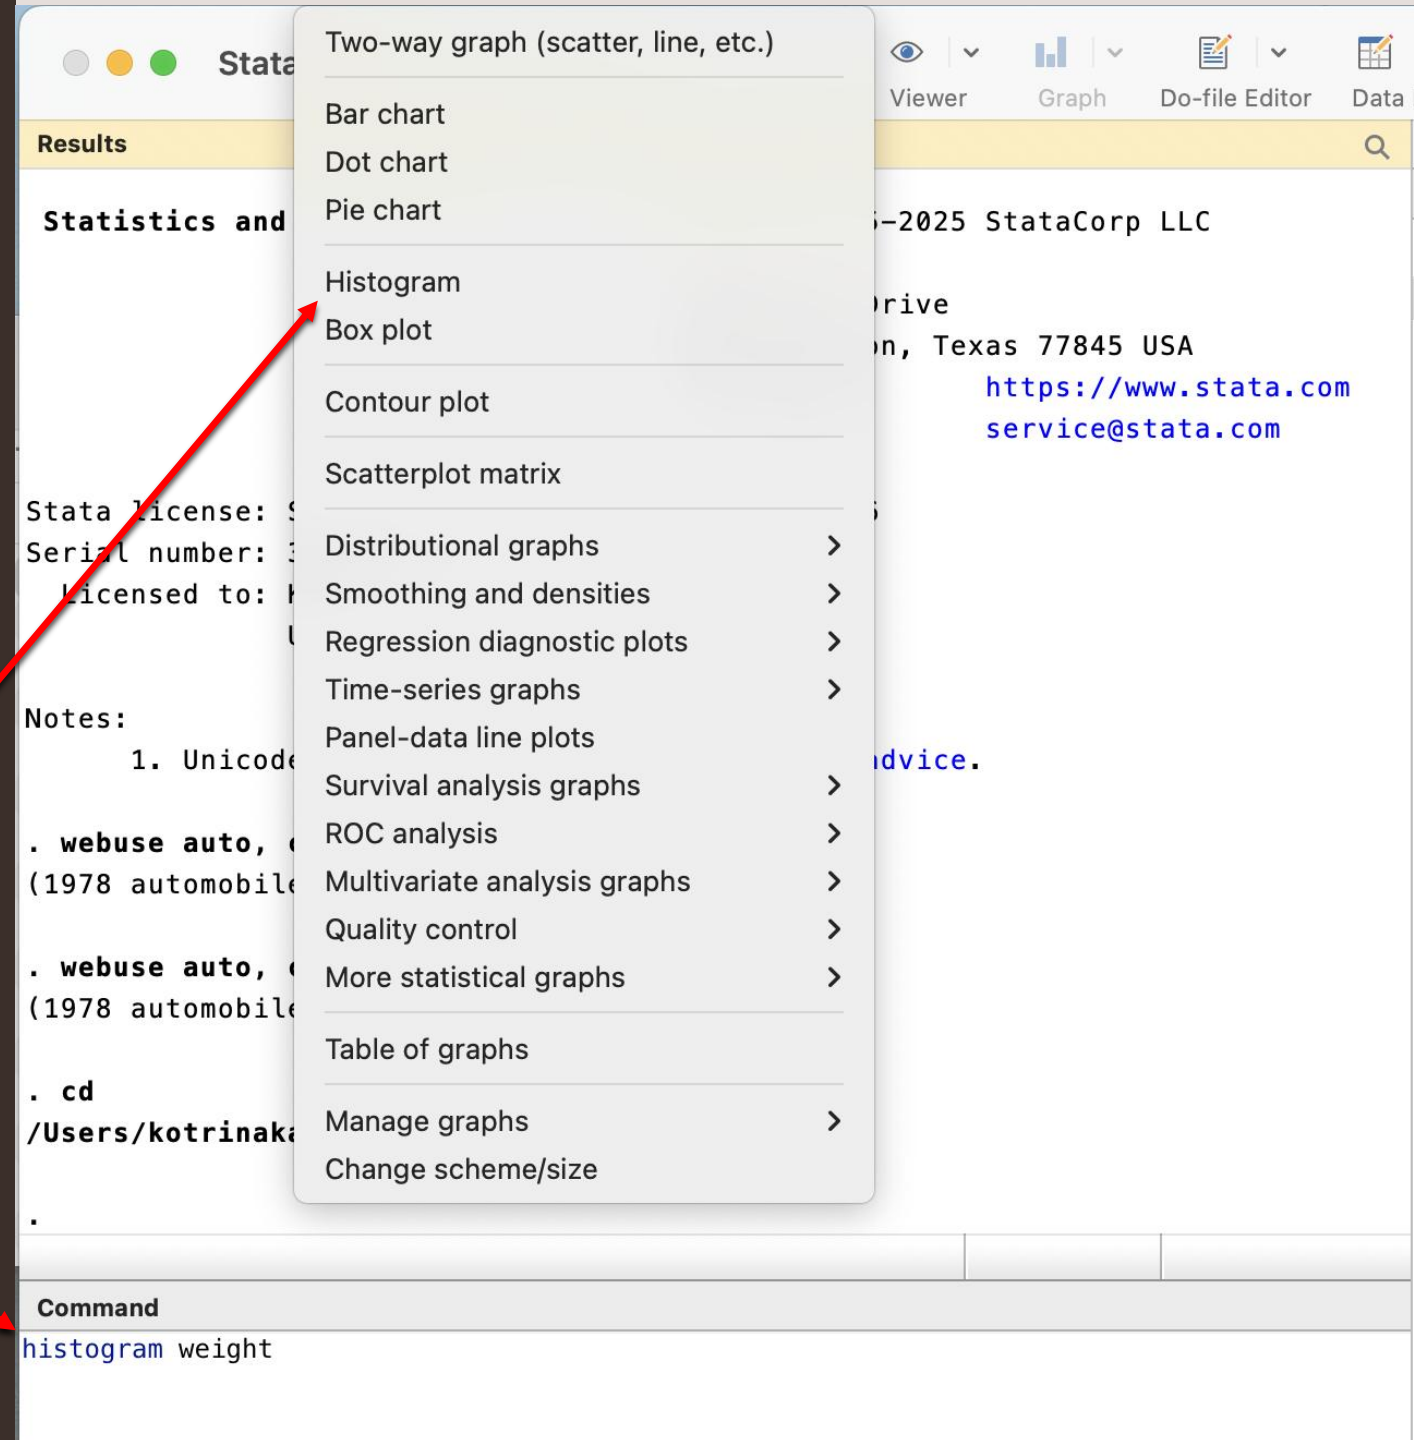 Stata
Viewer
Graph
Do-file Editor
Data
Results
Two-way graph (scatter, line, etc.)
Bar chart
Dot chart
Pie chart
Histogram
Box plot
Contour plot
Scatterplot matrix
Distributional graphs
Smoothing and densities
Regression diagnostic plots
Time-series graphs
Panel-data line plots
Survival analysis graphs
ROC analysis
Multivariate analysis graphs
Quality control
More statistical graphs
Table of graphs
Manage graphs
Change scheme/size
Statistics and
-2025 StataCorp LLC
Drive
Texas 77845 USA
https://www.stata.com
service@stata.com
Stata license:
Serial number:
Licensed to:
Notes:
1. Unicode
advice.
. webuse auto,
(1978 automobile
. webuse auto,
(1978 automobile
. cd
/Users/kotrinaka
.
Command
histogram weight